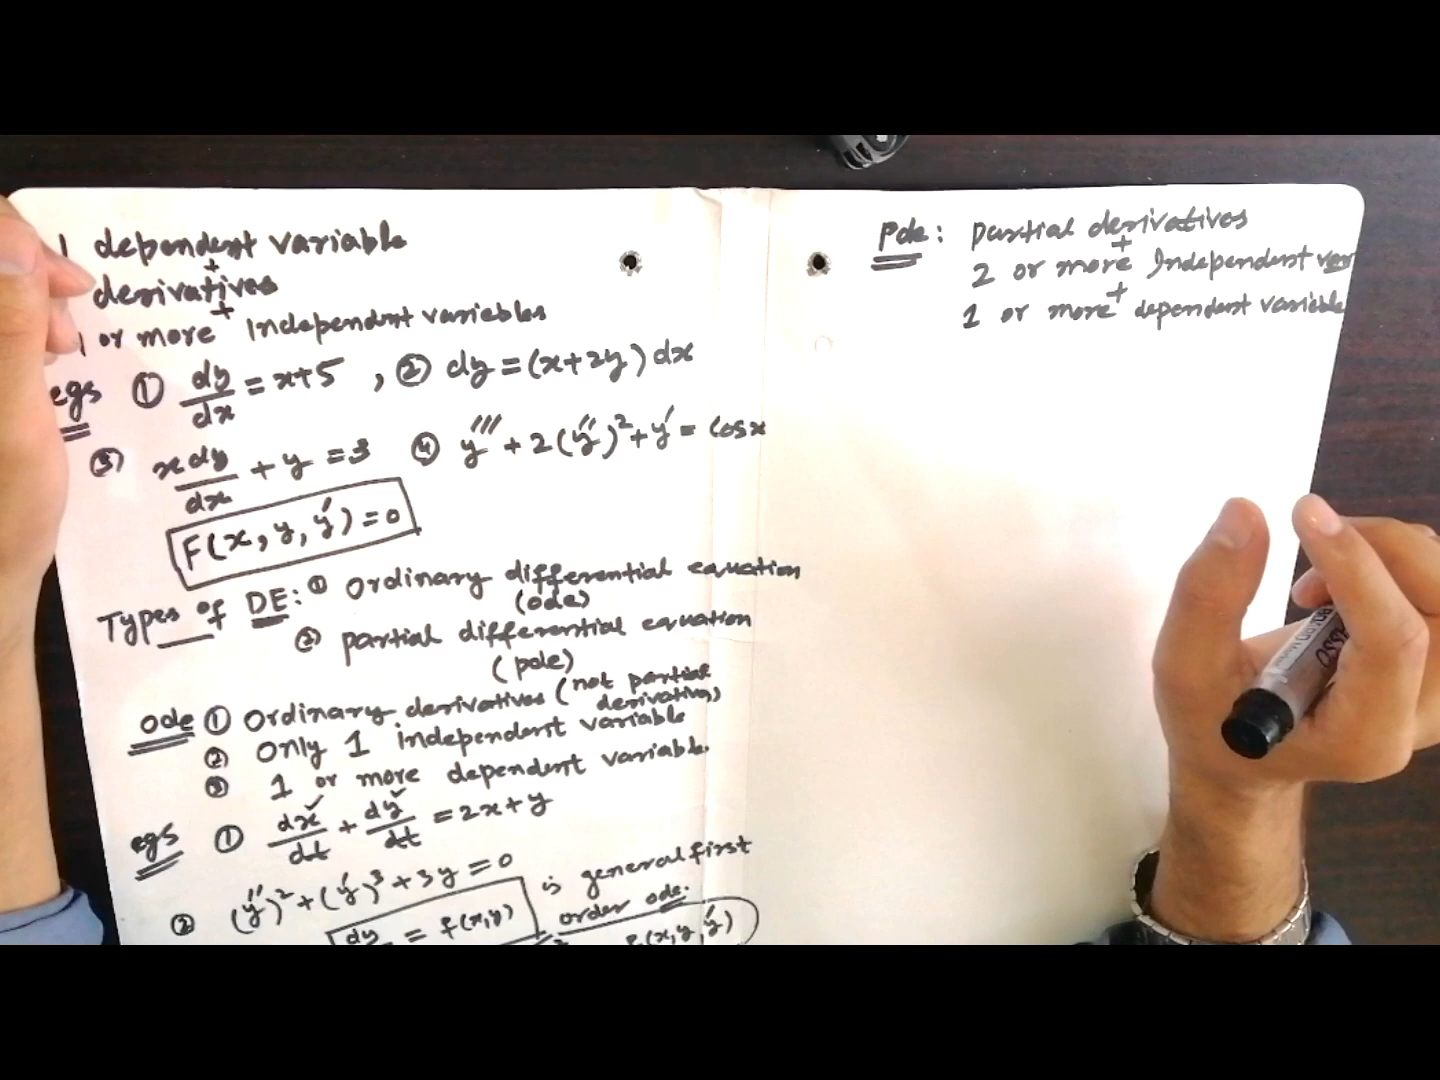 dependent variable
+
derivatives
+
1 or more Independent variables
egs ① dy/dx = x+5 , ② dy = (x+2y) dx
③ x dy/dx + y = 3 ④ y''' + 2(y'')² + y' = Cosx
F(x, y, y') = 0
Types of DE: ① Ordinary differential equation
(ode)
② partial differential equation
(pde)
ode ① Ordinary derivatives (not partial
derivatives)
② Only 1 independent variable
③ 1 or more dependent variable.
egs ① dx/dt + dy/dt = 2x+y
② (y'')² + (y')³ + 3y = 0
dy = f(x,y) is general first
order ode.
(x, y, y')
Pde: Partial derivatives
+
2 or more Independent var
+
1 or more dependent variable